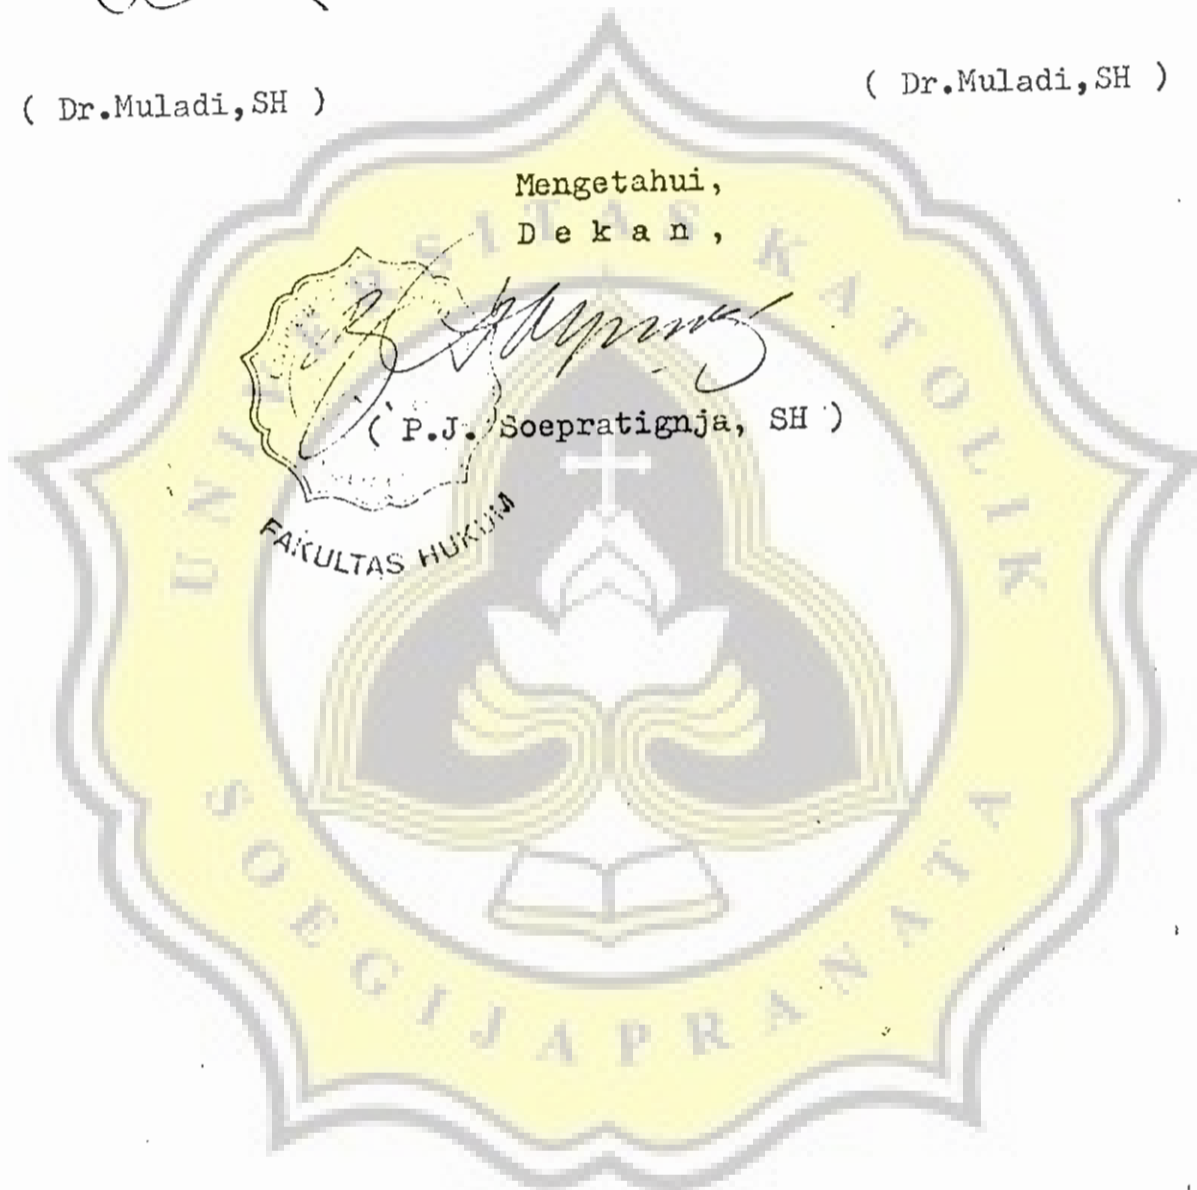 ( Dr.Muladi,SH )
( Dr.Muladi,SH )
Mengetahui,
D e k a n ,
( P.J. Soepratignja, SH )
FAKULTAS HUKUM
UNIVERSITAS KATOLIK
SOEGIJAPRANATA